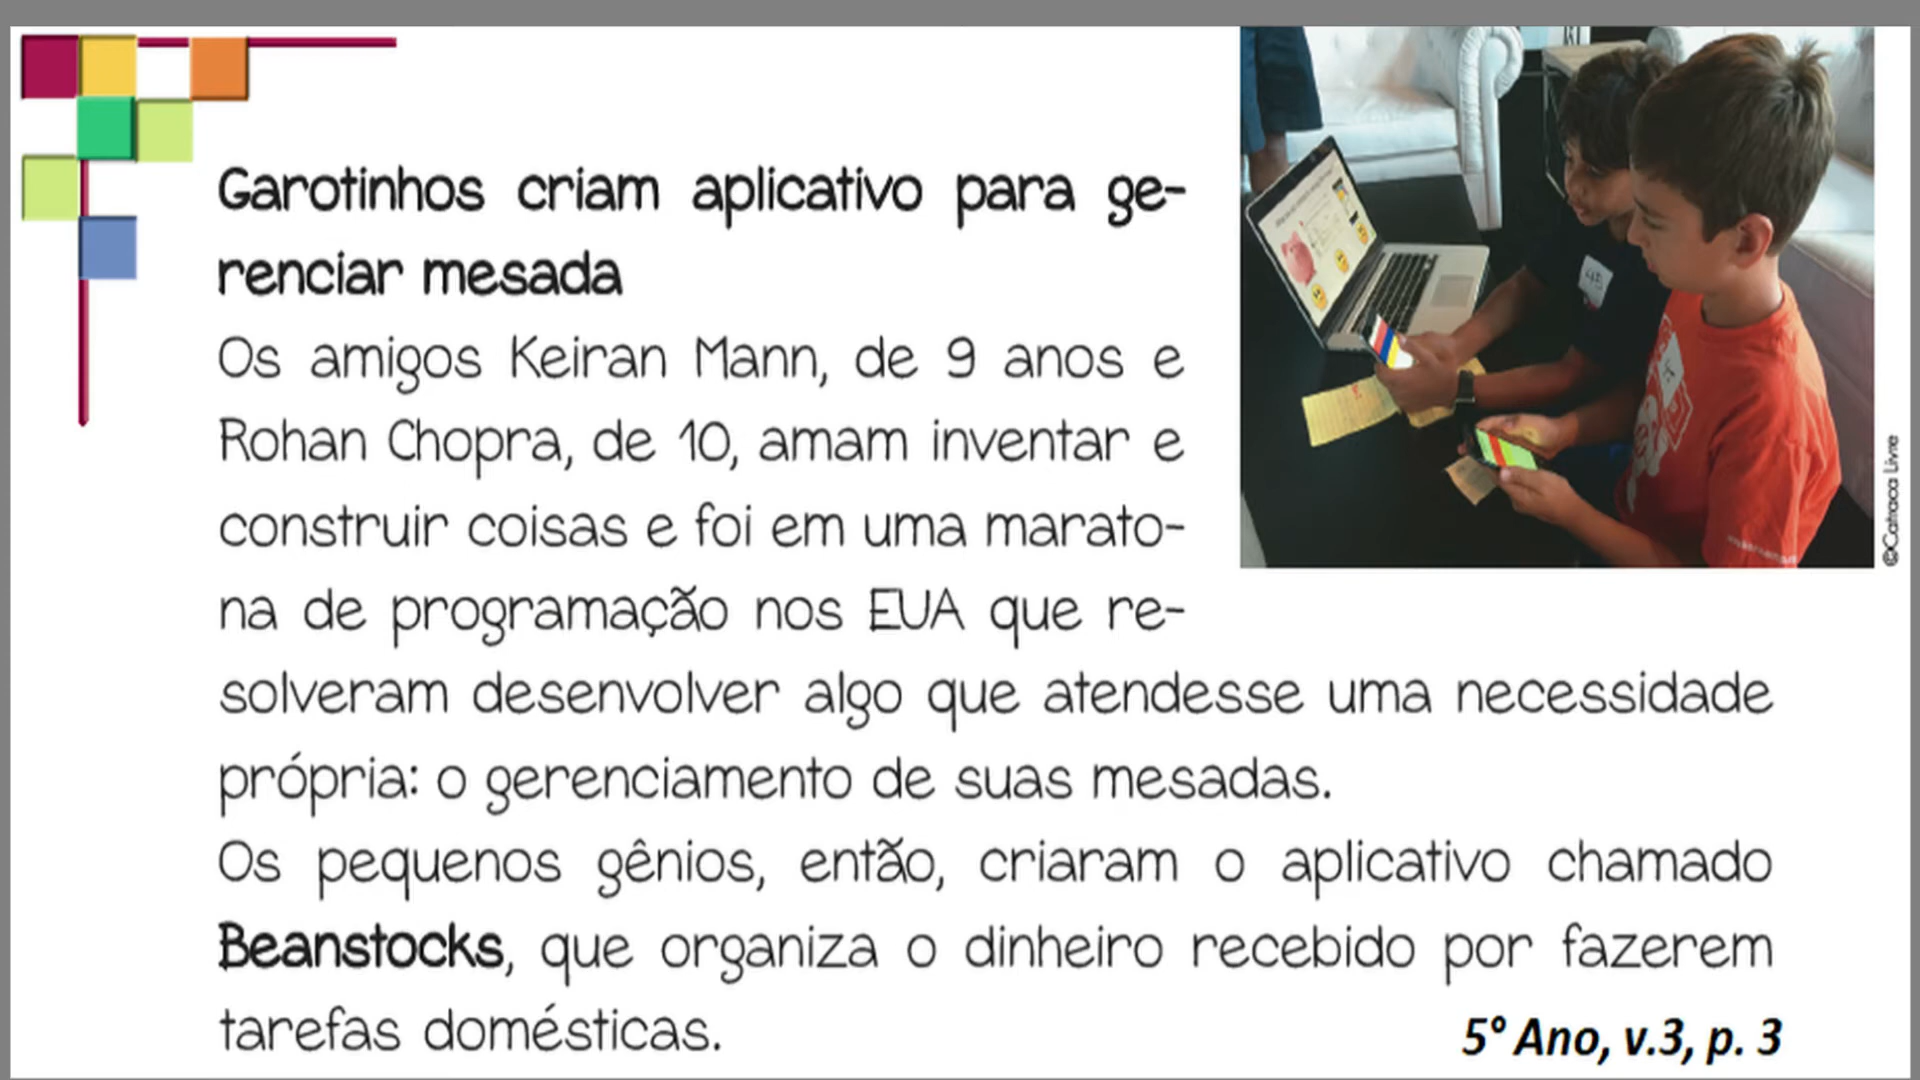 Garotinhos criam aplicativo para ge-
renciar mesada
Os amigos Keiran Mann, de 9 anos e
Rohan Chopra, de 10, amam inventar e
construir coisas e foi em uma marato-
na de programação nos EUA que re-
solveram desenvolver algo que atendesse uma necessidade
própria: o gerenciamento de suas mesadas.
Os pequenos gênios, então, criaram o aplicativo chamado
Beanstocks, que organiza o dinheiro recebido por fazerem
tarefas domésticas.
©Catraca Livre
5º Ano, v.3, p. 3